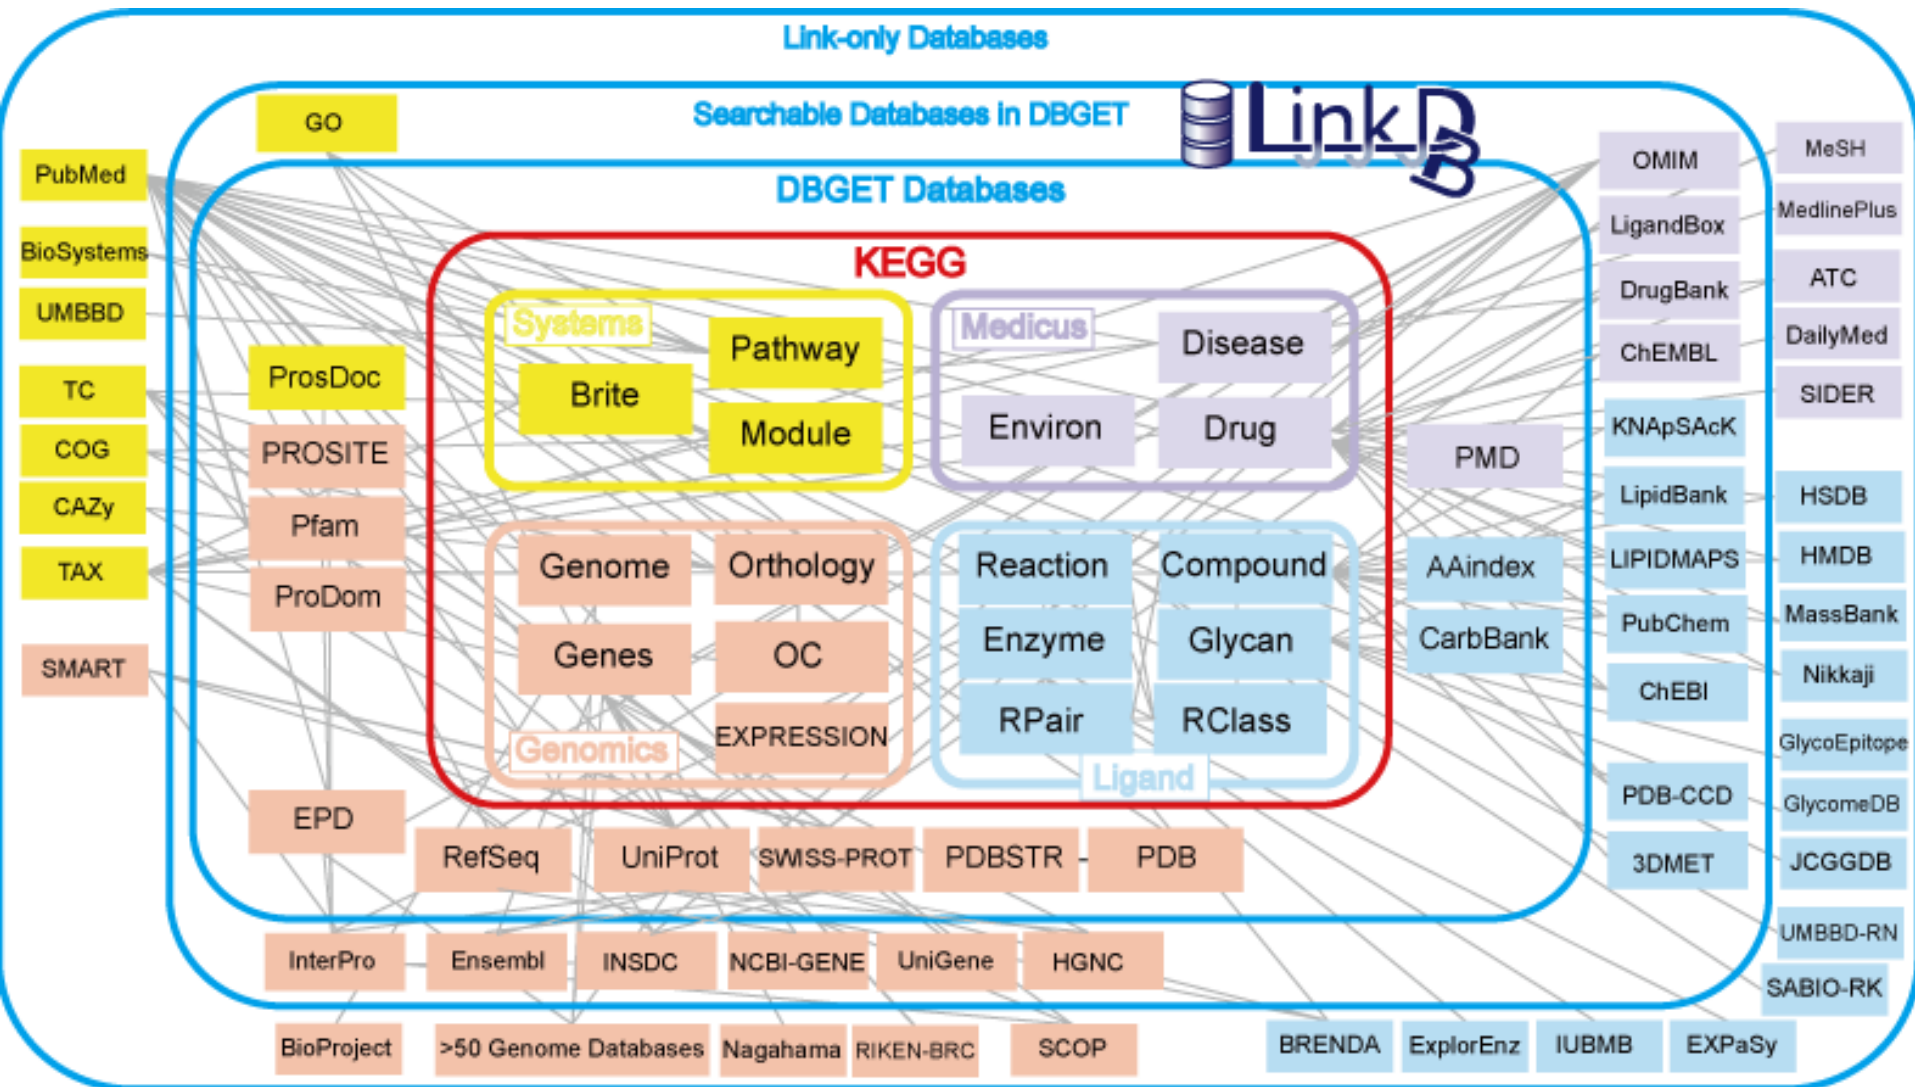 Link-only Databases
Searchable Databases in DBGET
LinkDB
DBGET Databases
KEGG
GO
PubMed
BioSystems
UMBBD
TC
COG
CAZy
TAX
SMART
ProsDoc
PROSITE
Pfam
ProDom
EPD
Systems
Pathway
Brite
Module
Medicus
Disease
Environ
Drug
Genome
Orthology
Genes
OC
EXPRESSION
Genomics
Reaction
Compound
Enzyme
Glycan
RPair
RClass
Ligand
PMD
AAindex
CarbBank
OMIM
LigandBox
DrugBank
ChEMBL
KNApSAcK
LipidBank
LIPIDMAPS
PubChem
ChEBI
PDB-CCD
3DMET
MeSH
MedlinePlus
ATC
DailyMed
SIDER
HSDB
HMDB
MassBank
Nikkaji
GlycoEpitope
GlycomeDB
JCGGDB
UMBBD-RN
SABIO-RK
RefSeq
UniProt
SWISS-PROT
PDBSTR
PDB
InterPro
Ensembl
INSDC
NCBI-GENE
UniGene
HGNC
BioProject
>50 Genome Databases
Nagahama
RIKEN-BRC
SCOP
BRENDA
ExplorEnz
IUBMB
EXPaSy